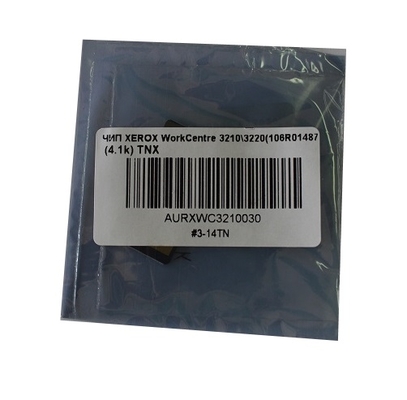 ЧИП XEROX WorkCentre 3210\3220(106R01487
(4.1k) TNX
AURXWC3210030
#3-14TN